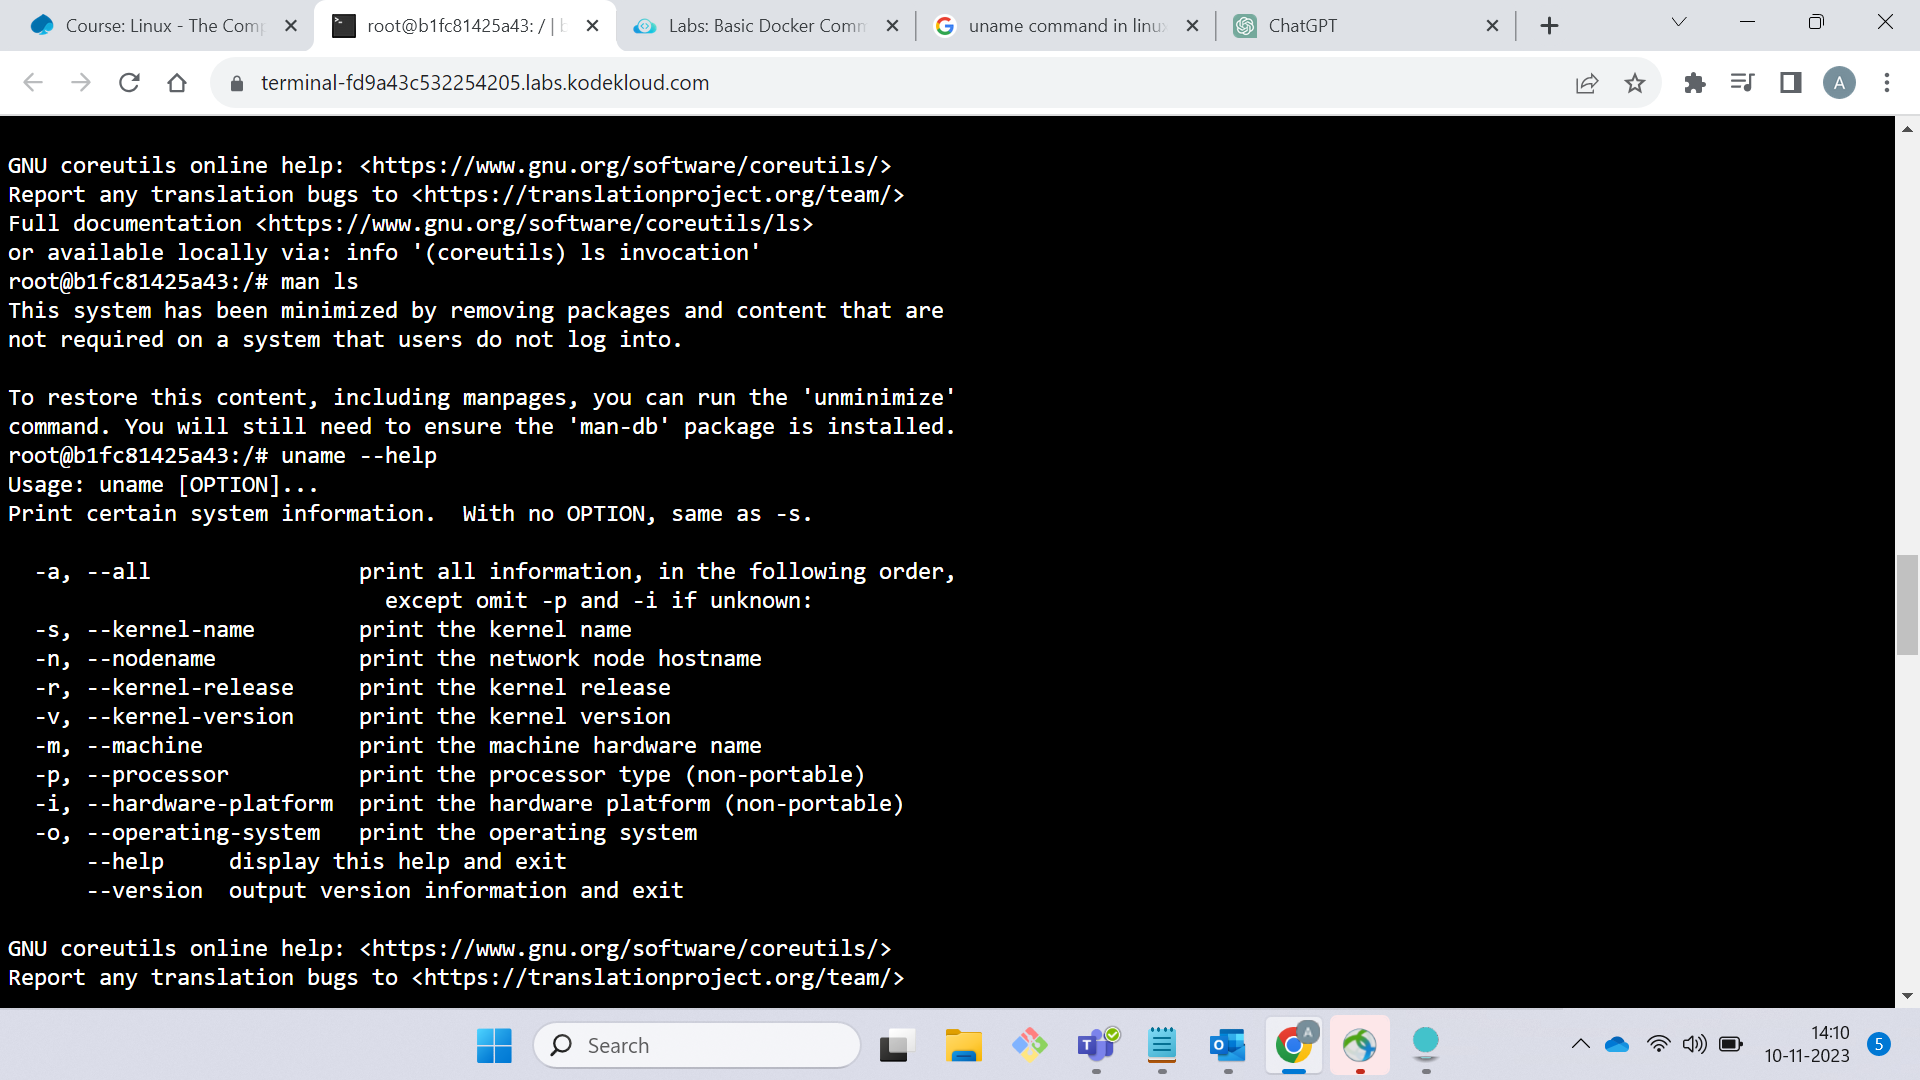 Course: Linux - The Comp
root@b1fc81425a43: / | b
Labs: Basic Docker Comm
uname command in linux
ChatGPT
terminal-fd9a43c532254205.labs.kodekloud.com
A
GNU coreutils online help: <https://www.gnu.org/software/coreutils/>
Report any translation bugs to <https://translationproject.org/team/>
Full documentation <https://www.gnu.org/software/coreutils/ls>
or available locally via: info '(coreutils) ls invocation'
root@b1fc81425a43:/# man ls
This system has been minimized by removing packages and content that are
not required on a system that users do not log into.
To restore this content, including manpages, you can run the 'unminimize'
command. You will still need to ensure the 'man-db' package is installed.
root@b1fc81425a43:/# uname --help
Usage: uname [OPTION]...
Print certain system information.  With no OPTION, same as -s.
-a, --all                print all information, in the following order,
except omit -p and -i if unknown:
-s, --kernel-name        print the kernel name
-n, --nodename           print the network node hostname
-r, --kernel-release     print the kernel release
-v, --kernel-version     print the kernel version
-m, --machine            print the machine hardware name
-p, --processor          print the processor type (non-portable)
-i, --hardware-platform  print the hardware platform (non-portable)
-o, --operating-system   print the operating system
--help     display this help and exit
--version  output version information and exit
GNU coreutils online help: <https://www.gnu.org/software/coreutils/>
Report any translation bugs to <https://translationproject.org/team/>
Search
A
14:10
10-11-2023
5